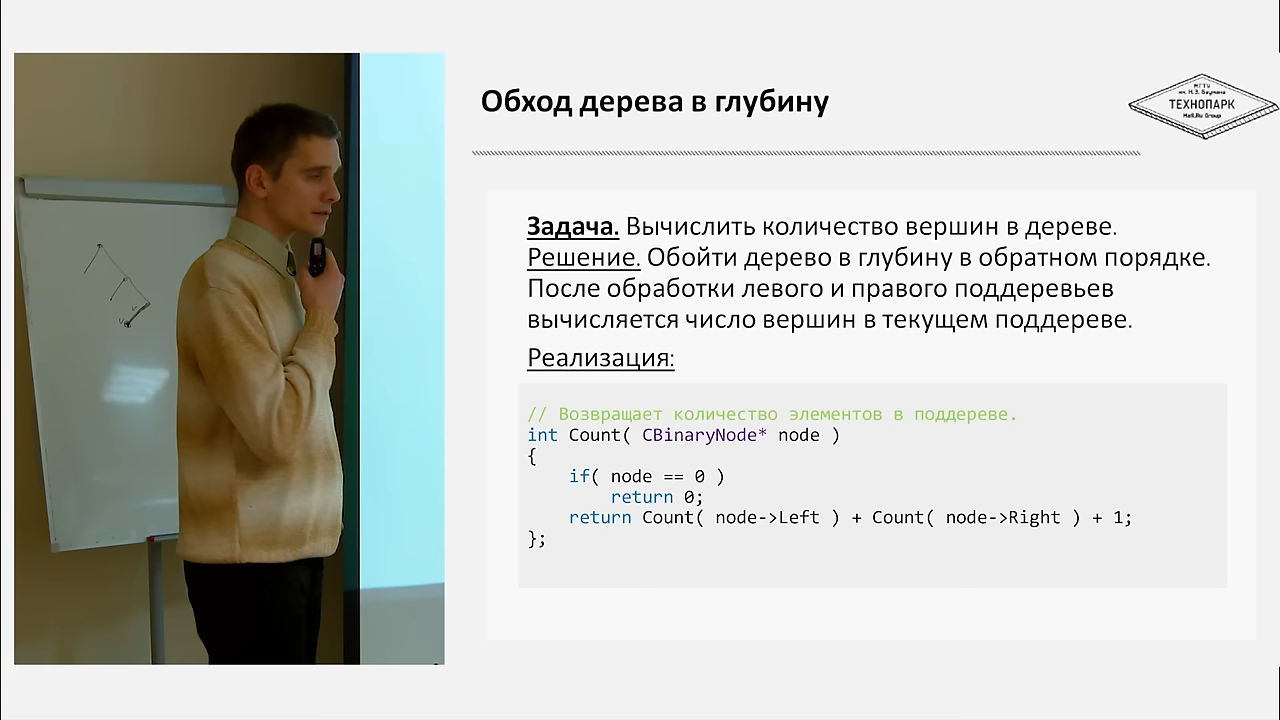 Обход дерева в глубину
МГТУ
им. Н.Э. Баумана
ТЕХНОПАРК
Mail.Ru Group
Задача. Вычислить количество вершин в дереве.
Решение. Обойти дерево в глубину в обратном порядке.
После обработки левого и правого поддеревьев
вычисляется число вершин в текущем поддереве.
Реализация:
// Возвращает количество элементов в поддереве.
int Count( CBinaryNode* node )
{
if( node == 0 )
return 0;
return Count( node->Left ) + Count( node->Right ) + 1;
};